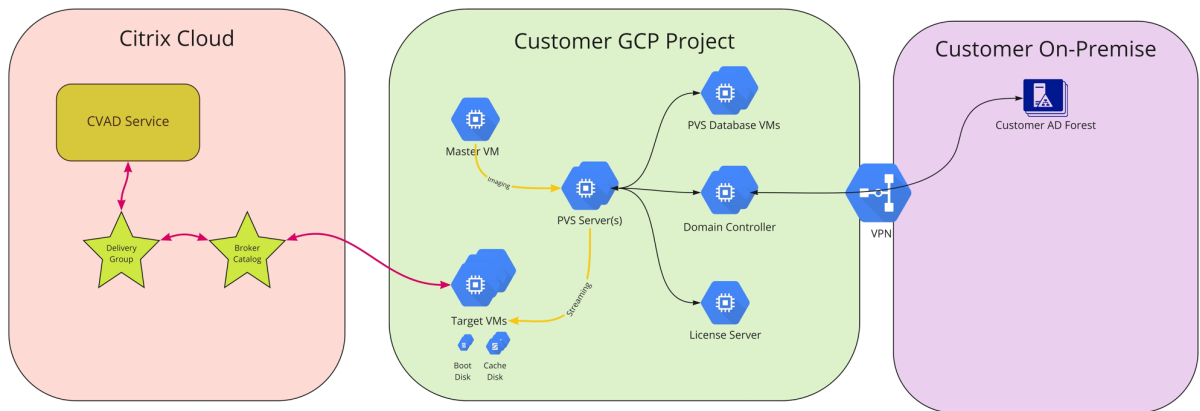 Citrix Cloud
CVAD Service
Delivery
Group
Broker
Catalog
Customer GCP Project
Master VM
Imaging
PVS Server(s)
PVS Database VMs
Domain Controller
License Server
Streaming
Target VMs
Boot
Disk
Cache
Disk
VPN
Customer On-Premise
Customer AD Forest